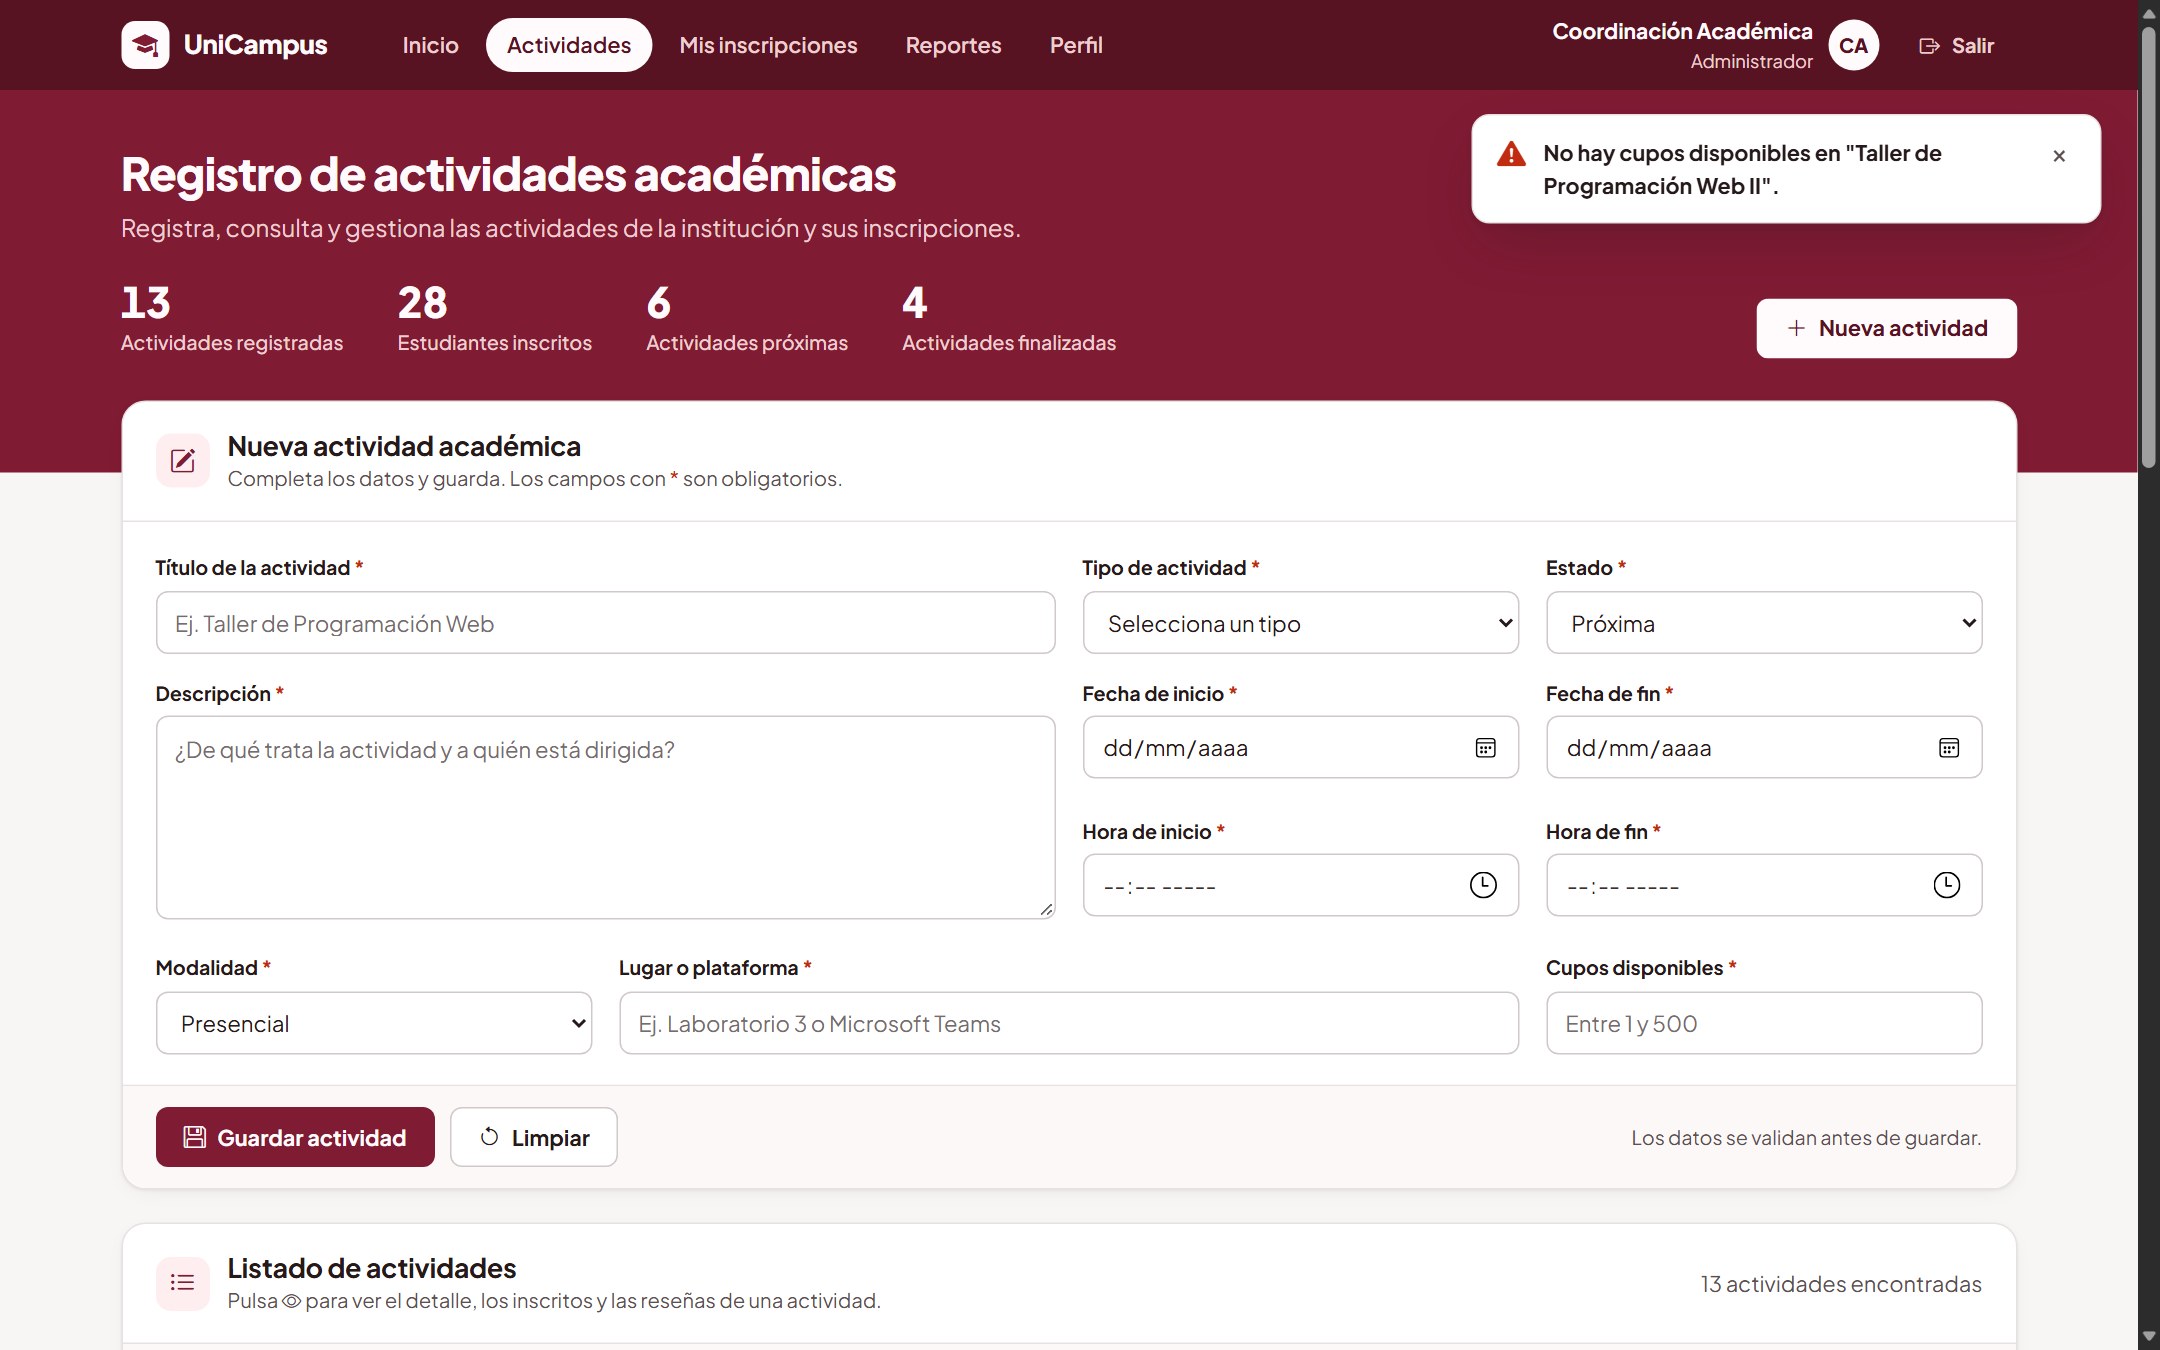 UniCampus
Inicio
Actividades
Mis inscripciones
Reportes
Perfil
Coordinación Académica
Administrador
CA
Salir
No hay cupos disponibles en "Taller de
Programación Web II".
×
Registro de actividades académicas
Registra, consulta y gestiona las actividades de la institución y sus inscripciones.
13
Actividades registradas
28
Estudiantes inscritos
6
Actividades próximas
4
Actividades finalizadas
+ Nueva actividad
Nueva actividad académica
Completa los datos y guarda. Los campos con * son obligatorios.
Título de la actividad *
Ej. Taller de Programación Web
Tipo de actividad *
Selecciona un tipo
Estado *
Próxima
Descripción *
¿De qué trata la actividad y a quién está dirigida?
Fecha de inicio *
dd/mm/aaaa
Fecha de fin *
dd/mm/aaaa
Hora de inicio *
--:-- -----
Hora de fin *
--:-- -----
Modalidad *
Presencial
Lugar o plataforma *
Ej. Laboratorio 3 o Microsoft Teams
Cupos disponibles *
Entre 1 y 500
Guardar actividad
Limpiar
Los datos se validan antes de guardar.
Listado de actividades
Pulsa para ver el detalle, los inscritos y las reseñas de una actividad.
13 actividades encontradas